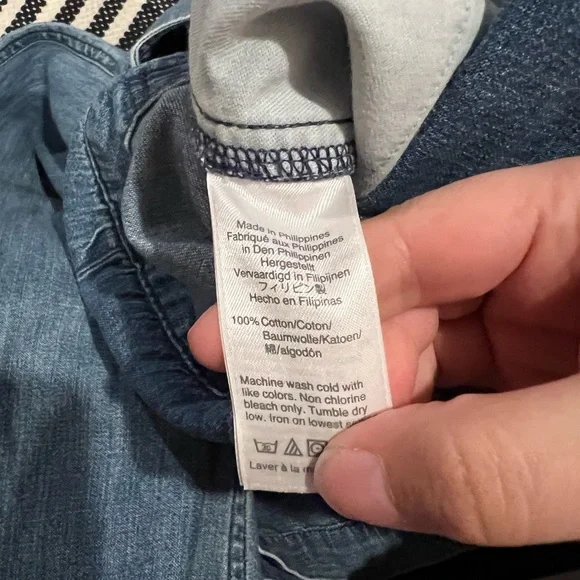 Made in Philippines
Fabriqué aux Philippines
in Den Philippinen
Hergestellt
Vervaardigd in Filipijnen
フィリピン製
Hecho en Filipinas
100% Cotton/Coton/
Baumwolle/Katoen/
綿/algodón
Machine wash cold with
like colors. Non chlorine
bleach only. Tumble dry
low. Iron on lowest
30
Laver à la